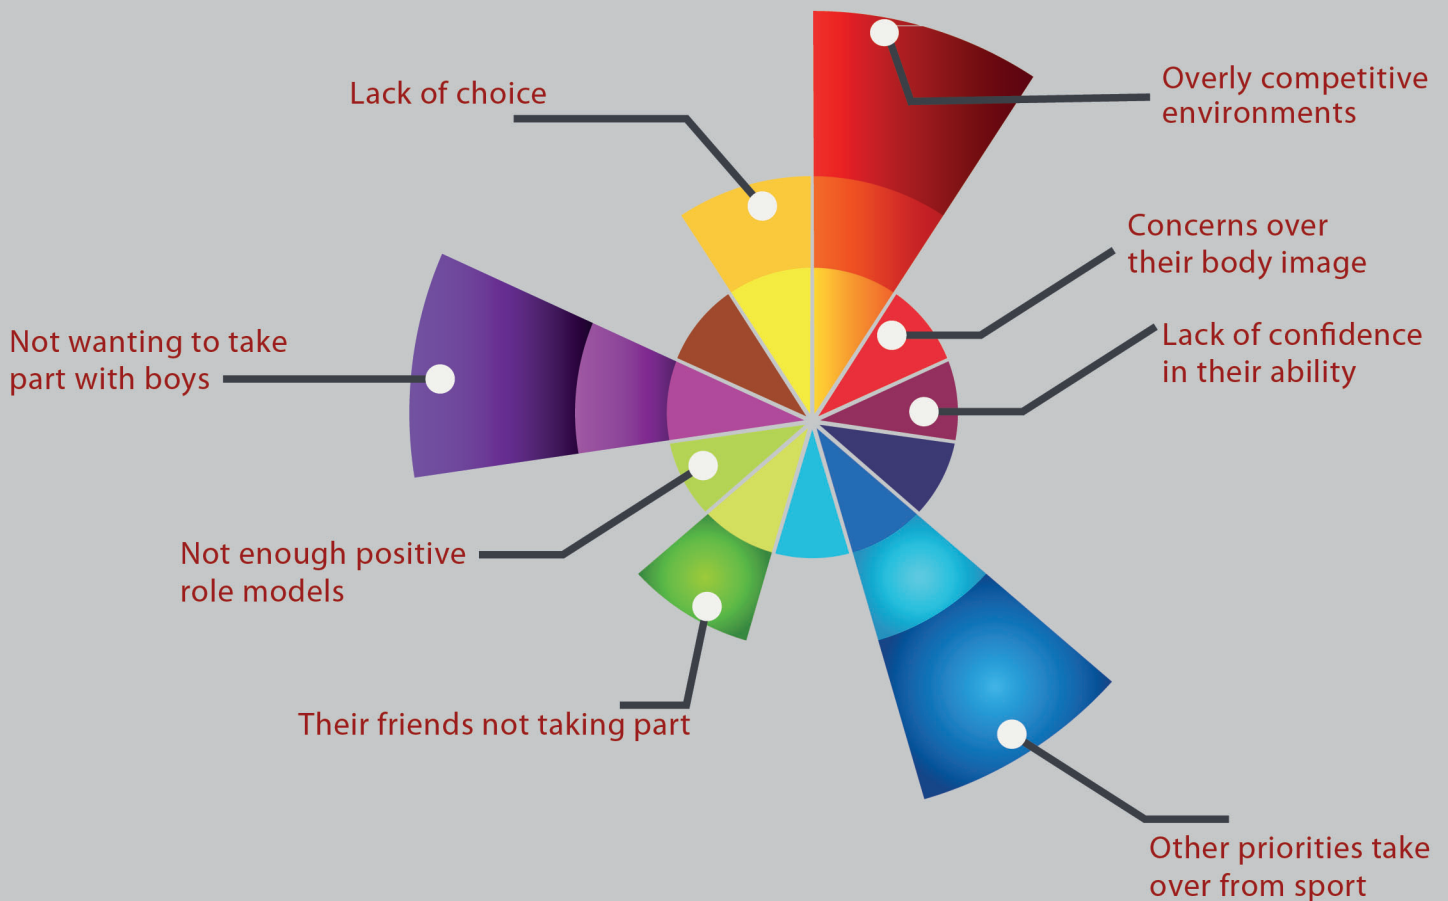 Lack of choice
Overly competitive
environments
Concerns over
their body image
Lack of confidence
in their ability
Not wanting to take
part with boys
Not enough positive
role models
Their friends not taking part
Other priorities take
over from sport